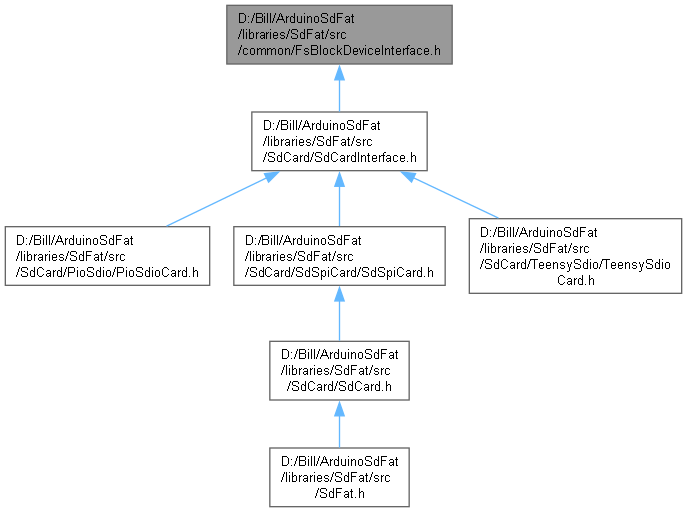 D:/Bill/ArduinoSdFat
/libraries/SdFat/src
/common/FsBlockDeviceInterface.h
D:/Bill/ArduinoSdFat
/libraries/SdFat/src
/SdCard/SdCardInterface.h
D:/Bill/ArduinoSdFat
/libraries/SdFat/src
/SdCard/PioSdio/PioSdioCard.h
D:/Bill/ArduinoSdFat
/libraries/SdFat/src
/SdCard/SdSpiCard/SdSpiCard.h
D:/Bill/ArduinoSdFat
/libraries/SdFat/src
/SdCard/TeensySdio/TeensySdio
Card.h
D:/Bill/ArduinoSdFat
/libraries/SdFat/src
/SdCard/SdCard.h
D:/Bill/ArduinoSdFat
/libraries/SdFat/src
/SdFat.h